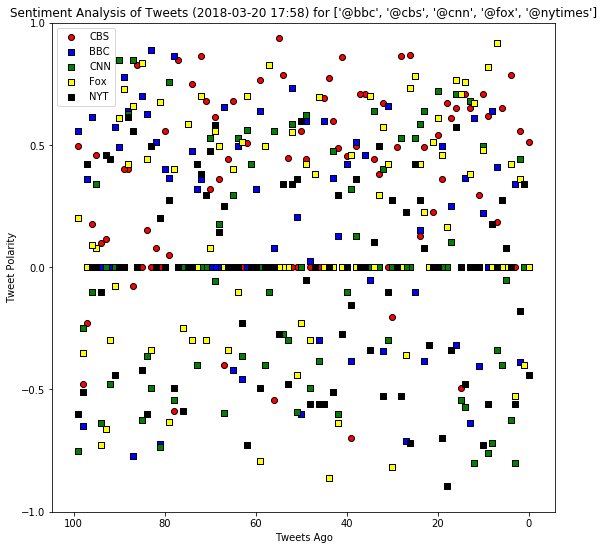 Sentiment Analysis of Tweets (2018-03-20 17:58) for ['@bbc', '@cbs', '@cnn', '@fox', '@nytimes']
1.0
CBS
BBC
CNN
Fox
NYT
0.5
Tweet Polarity
0.0
−0.5
−1.0
100 80 60 40 20 0
Tweets Ago